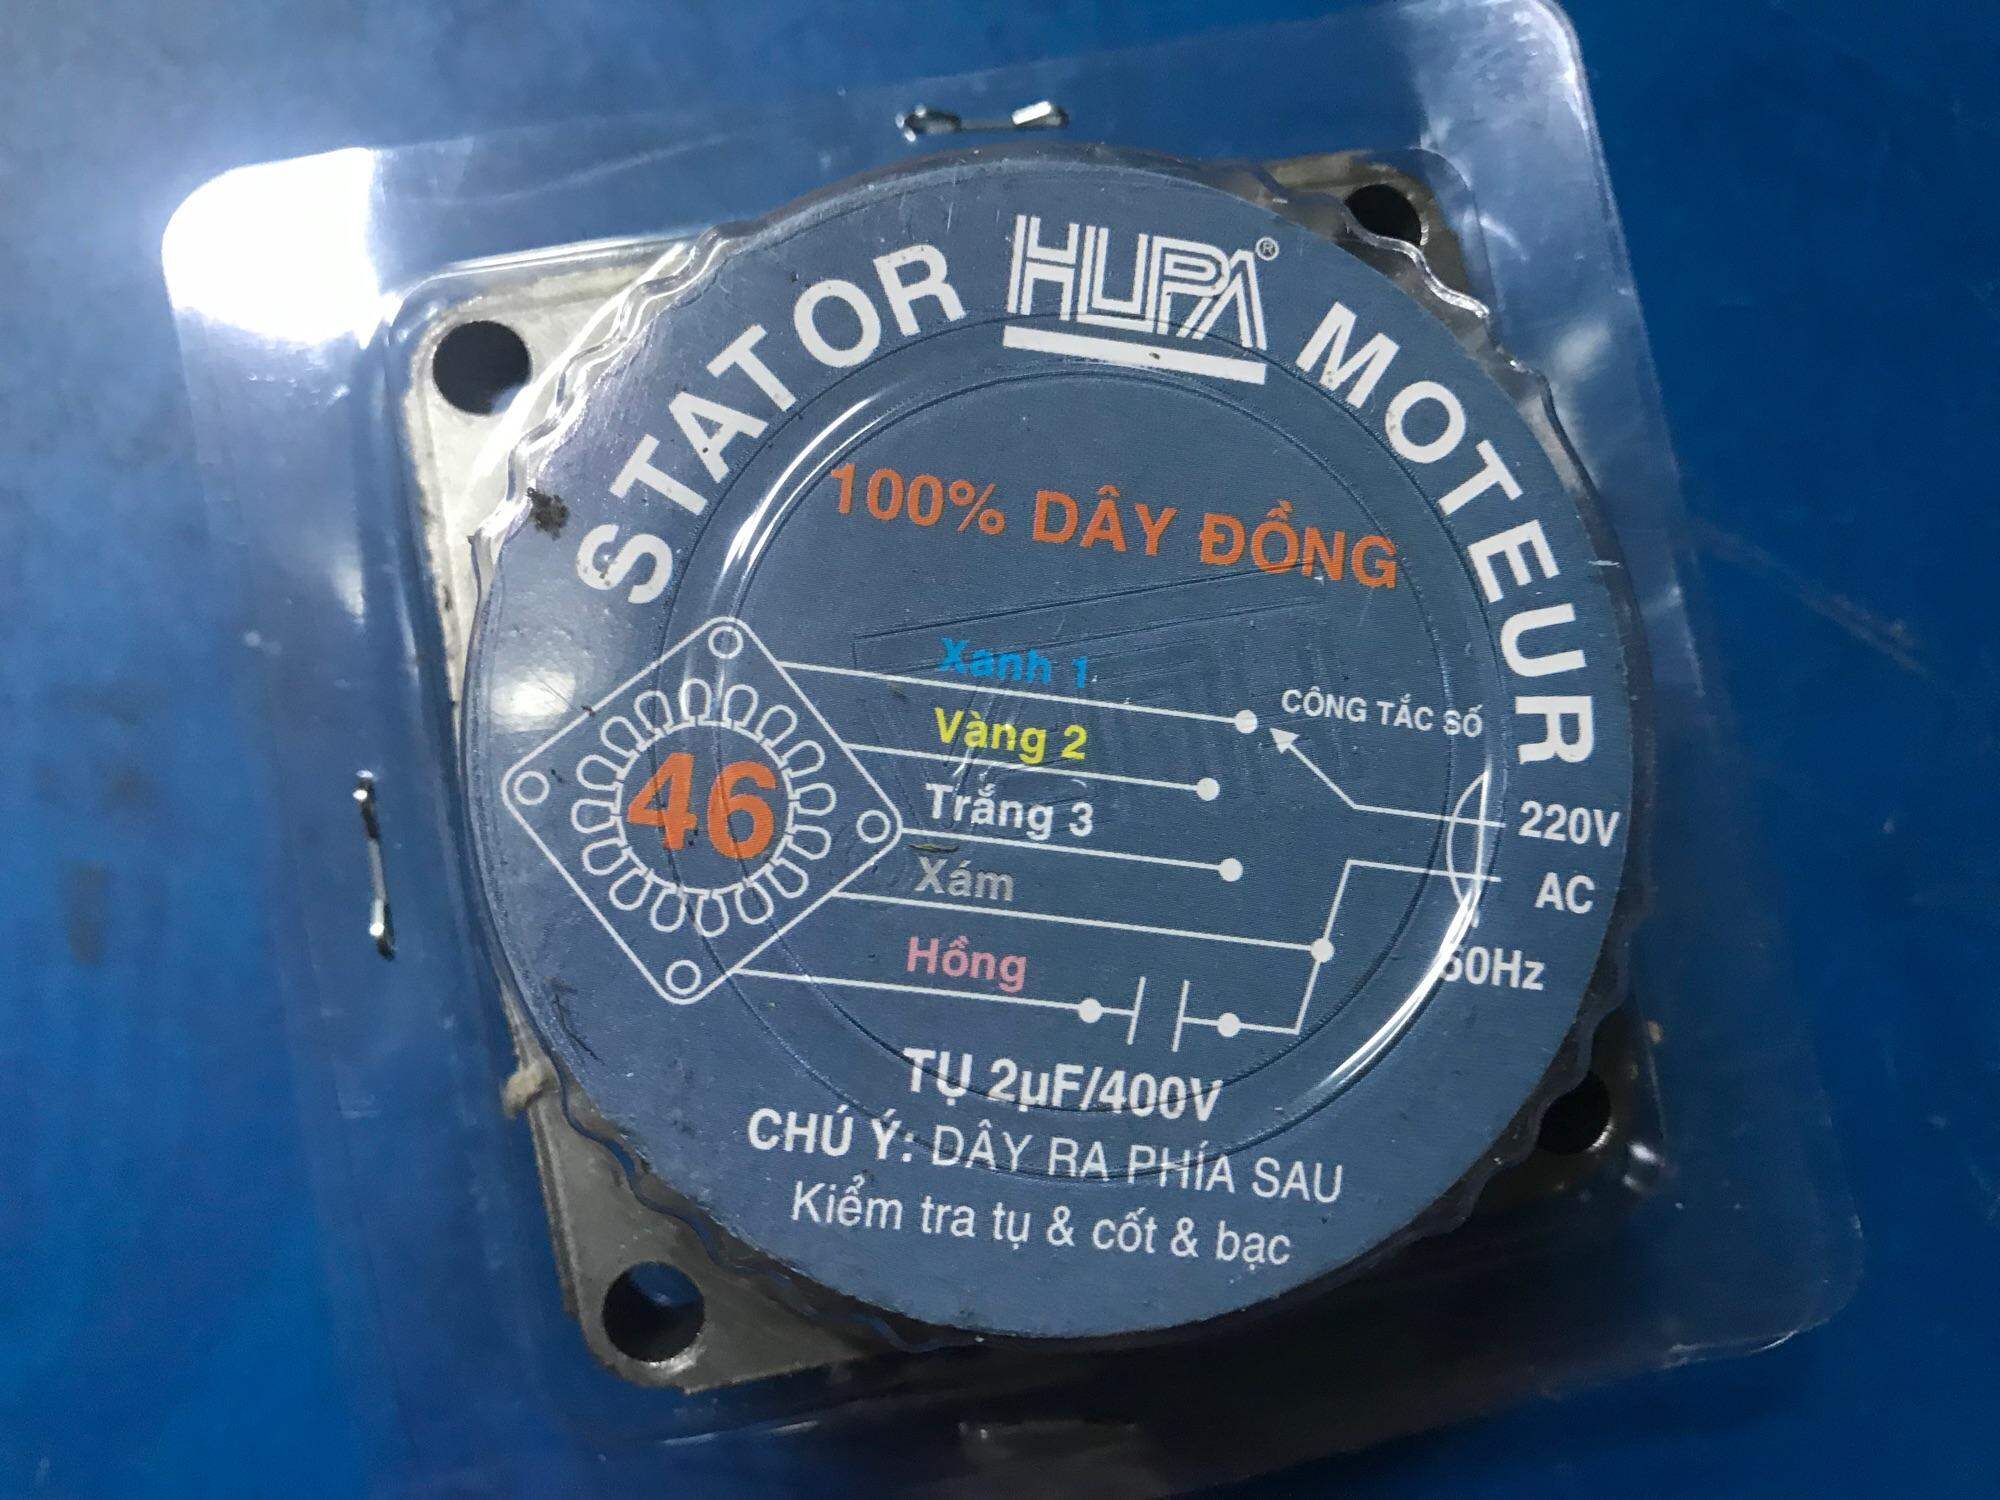 STATOR HUPA® MOTEUR
100% DÂY ĐỒNG
Xanh 1
CÔNG TẮC SỐ
Vàng 2
220V
Trắng 3
46
AC
Xám
50Hz
Hồng
TỤ 2µF/400V
CHÚ Ý: DÂY RA PHÍA SAU
Kiểm tra tụ & cốt & bạc